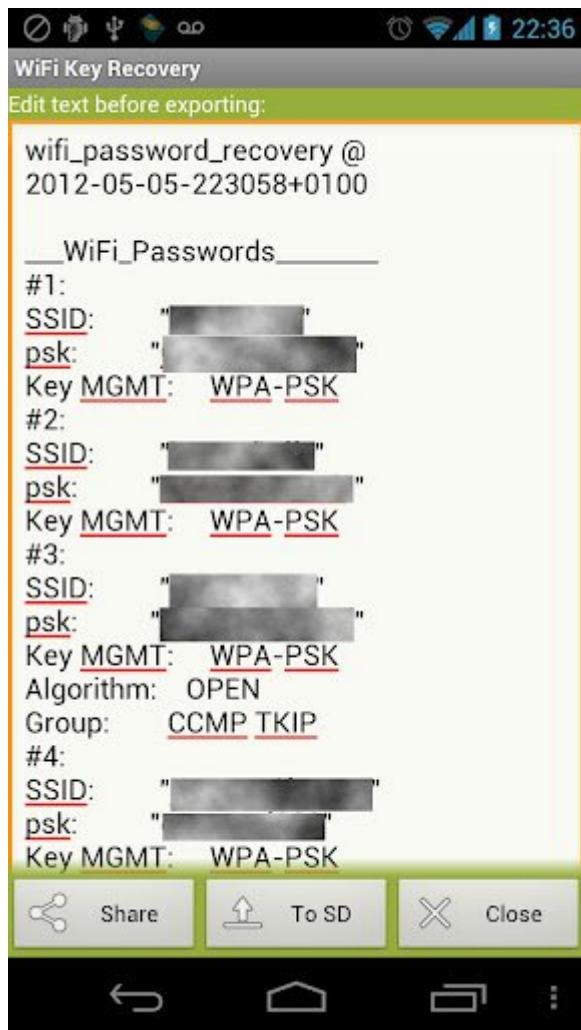 22:36
WiFi Key Recovery
Edit text before exporting:
wifi_password_recovery @
2012-05-05-223058+0100
___WiFi_Passwords_______
#1:
SSID: ""
psk: ""
Key MGMT: WPA-PSK
#2:
SSID: ""
psk: ""
Key MGMT: WPA-PSK
#3:
SSID: ""
psk: ""
Key MGMT: WPA-PSK
Algorithm: OPEN
Group: CCMP TKIP
#4:
SSID: ""
psk: ""
Key MGMT: WPA-PSK
Share To SD Close